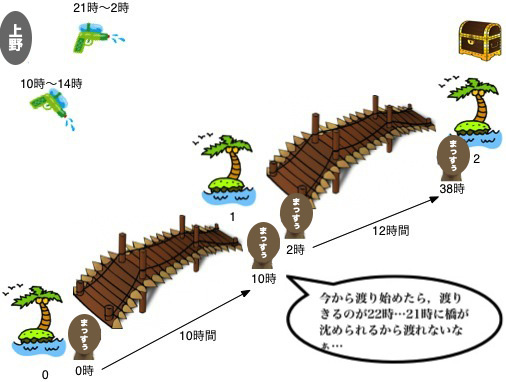 上野
21時〜2時
10時〜14時
まっすぅ
2
38時
1
まっすぅ
2時
12時間
まっすぅ
10時
10時間
まっすぅ
0
0時
今から渡り始めたら，渡り
きるのが22時…21時に橋が
沈められるから渡れないな
ぁ…